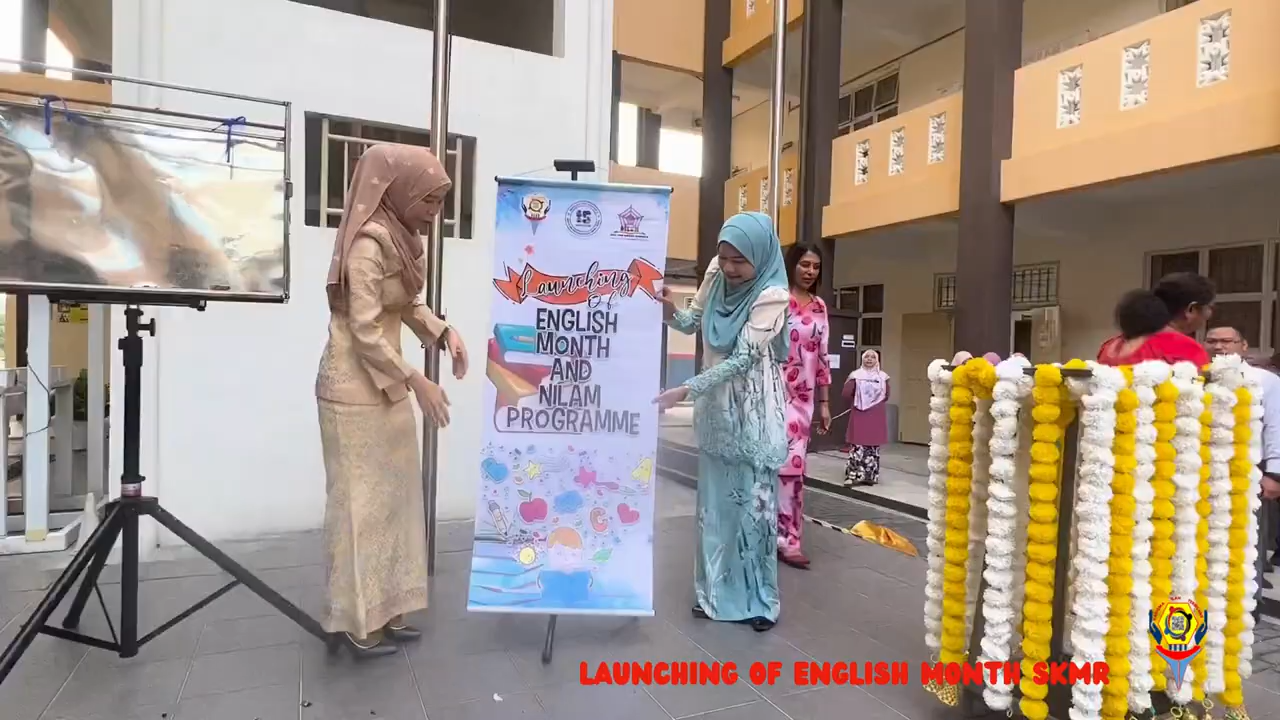 Launching
Of
ENGLISH
MONTH
AND
NILAM
PROGRAMME
LAUNCHING OF ENGLISH MONTH SKMR